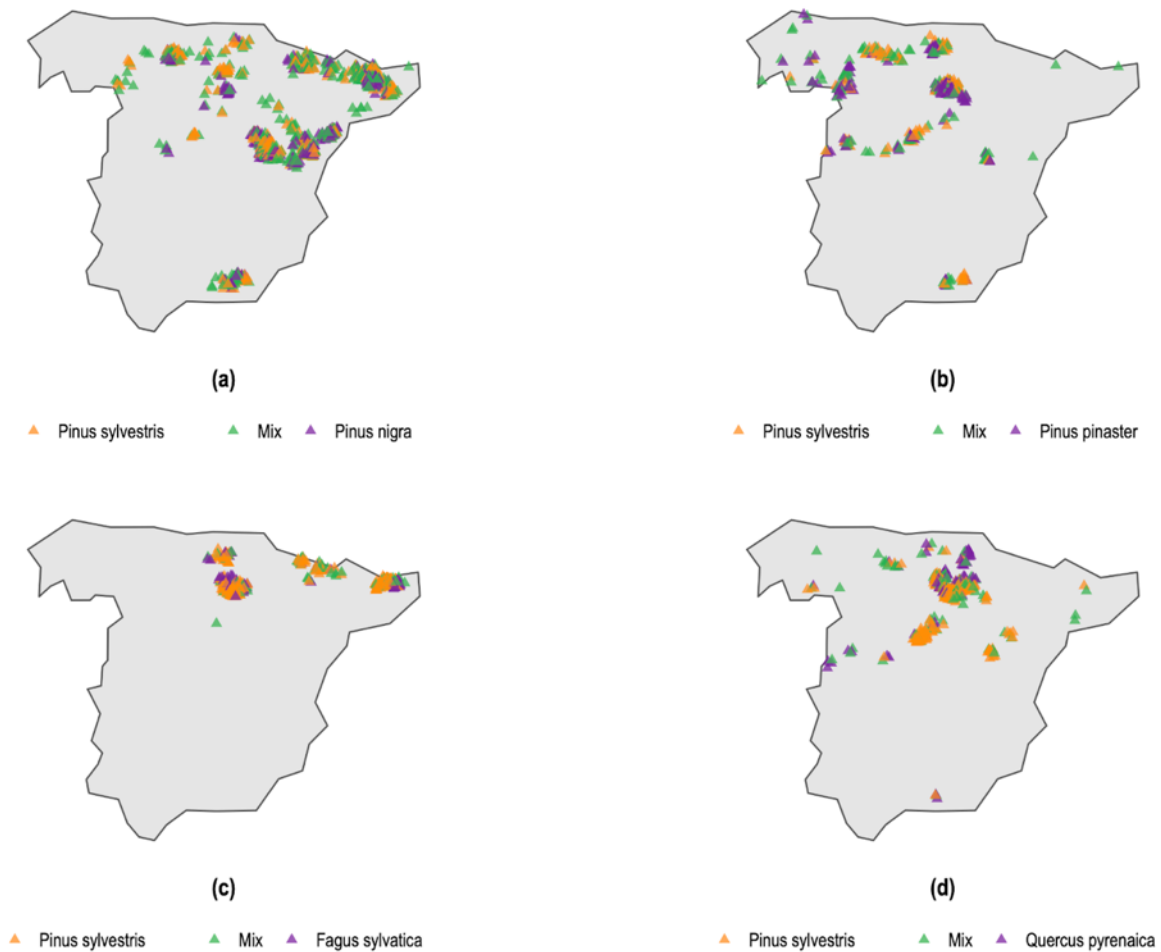 (a) (b)
Pinus sylvestris Mix Pinus nigra Pinus sylvestris Mix Pinus pinaster
(c) (d)
Pinus sylvestris Mix Fagus sylvatica Pinus sylvestris Mix Quercus pyrenaica